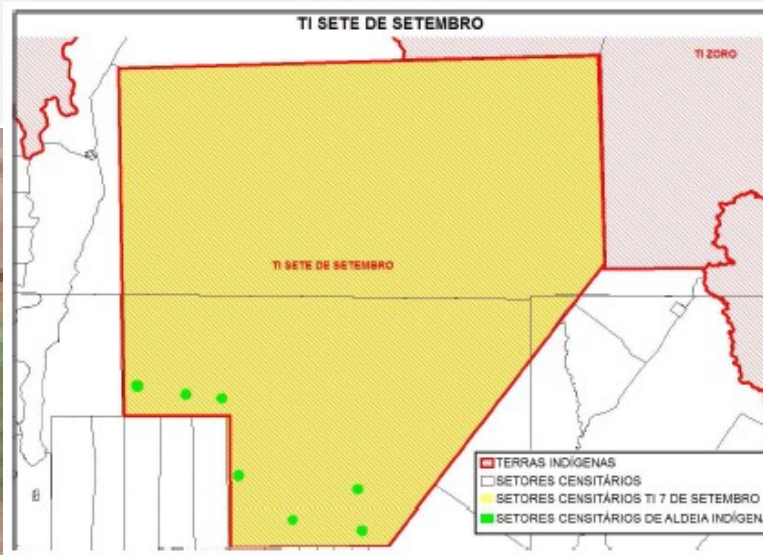 TI SETE DE SETEMBRO
TI ZORO
TI SETE DE SETEMBRO
TERRAS INDÍGENAS
SETORES CENSITÁRIOS
SETORES CENSITÁRIOS TI 7 DE SETEMBRO
SETORES CENSITÁRIOS DE ALDEIA INDÍGENA